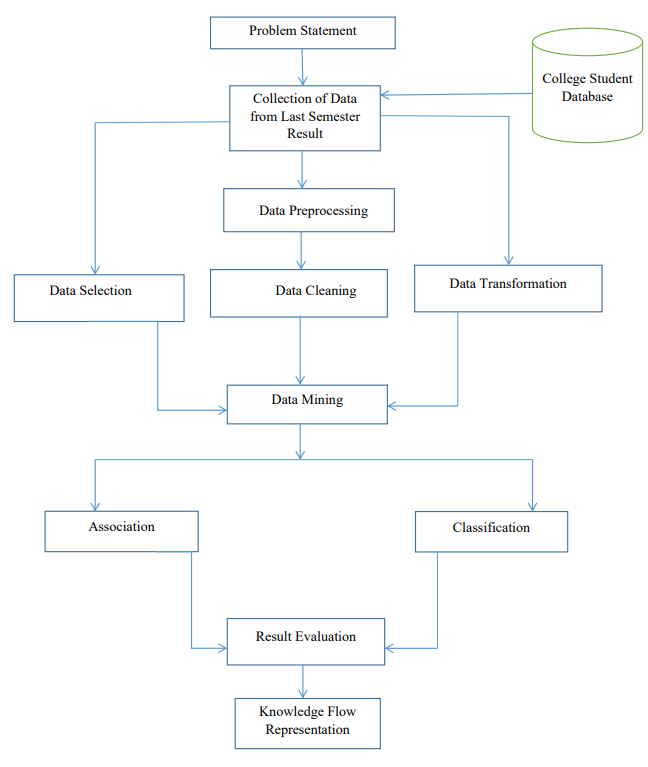 Problem Statement
College Student
Database
Collection of Data
from Last Semester
Result
Data Preprocessing
Data Selection
Data Cleaning
Data Transformation
Data Mining
Association
Classification
Result Evaluation
Knowledge Flow
Representation